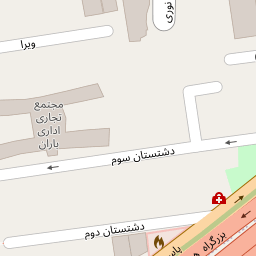 نوری
ویرا
مجتمع
تجاری
اداری
باران
دشتستان سوم
دشتستان دوم
بزرگراه